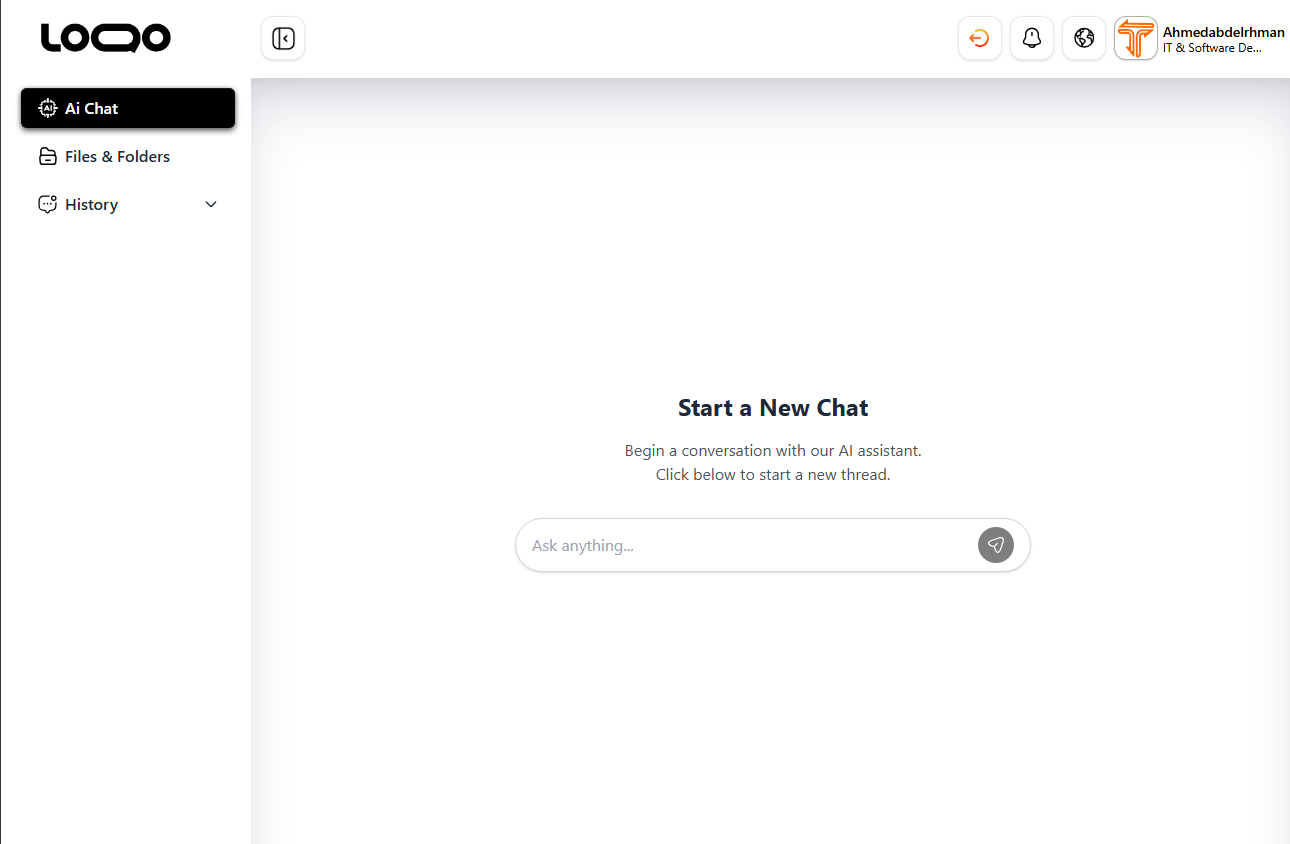 LOQO
Ahmedabdelrhman
IT & Software De...
Ai Chat
Files & Folders
History
Start a New Chat
Begin a conversation with our AI assistant.
Click below to start a new thread.
Ask anything...